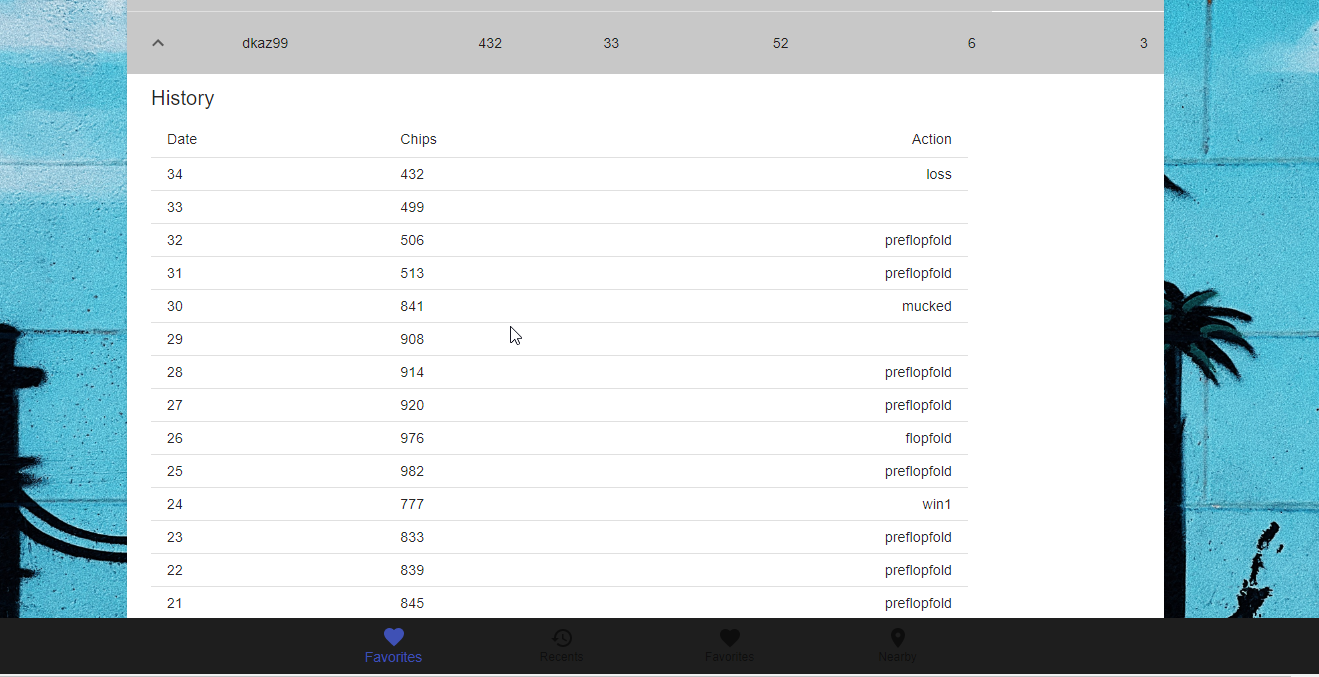 dkaz99 432 33 52 6 3
History
Date Chips Action
34 432 loss
33 499
32 506 preflopfold
31 513 preflopfold
30 841 mucked
29 908
28 914 preflopfold
27 920 preflopfold
26 976 flopfold
25 982 preflopfold
24 777 win1
23 833 preflopfold
22 839 preflopfold
21 845 preflopfold
Favorites Recents Favorites Nearby